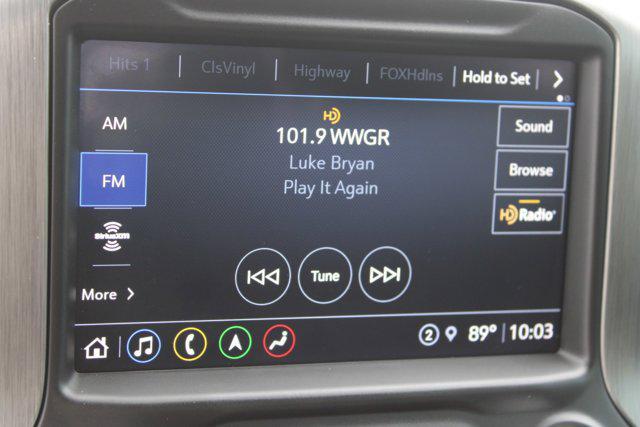 Hits 1 ClsVinyl Highway FOXHdlns Hold to Set
AM
FM
SiriusXM
More
HD
101.9 WWGR
Luke Bryan
Play It Again
Tune
Sound
Browse
HD Radio
2 89° 10:03